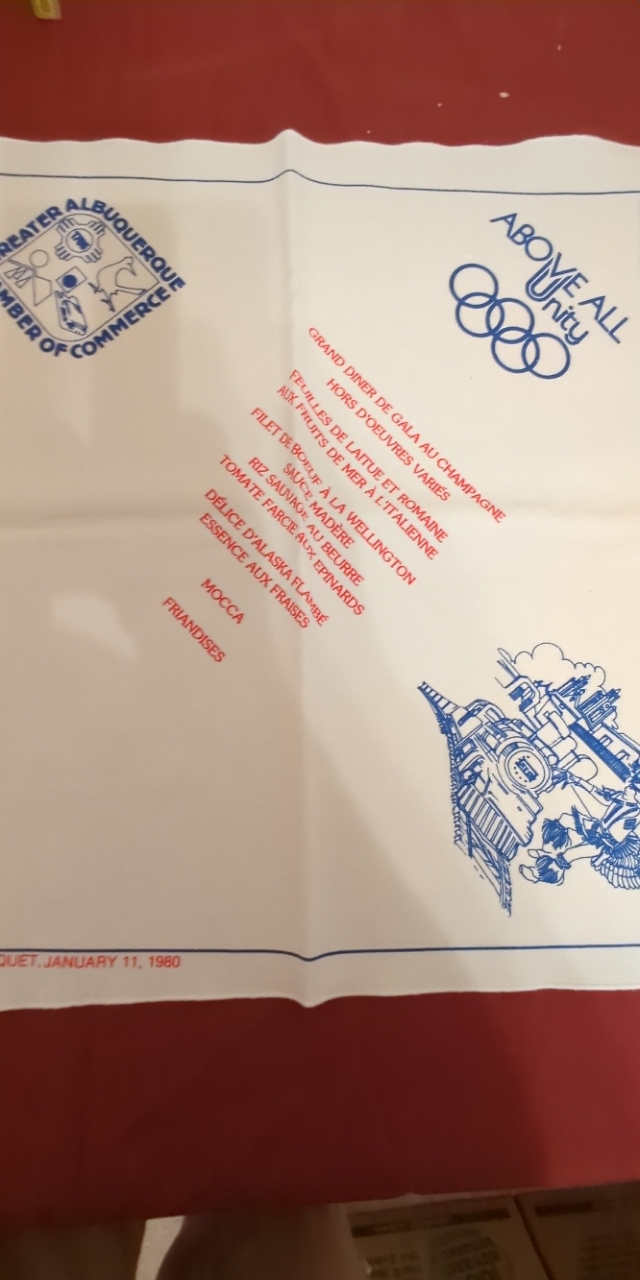 GREATER ALBUQUERQUE
CHAMBER OF COMMERCE
ABOVE ALL
Unity
GRAND DINER DE GALA AU CHAMPAGNE
HORS D'OEUVRES VARIÉS
FEUILLES DE LAITUE ET ROMAINE
AUX FRUITS DE MER À L'ITALIENNE
FILET DE BOEUF À LA WELLINGTON
SAUCE MADÈRE
RIZ SAUVAGE AU BEURRE
TOMATE FARCIE AUX EPINARDS
DÉLICE D'ALASKA FLAMBÉ
ESSENCE AUX FRAISES
MOCCA
FRIANDISES
QUET, JANUARY 11, 1980